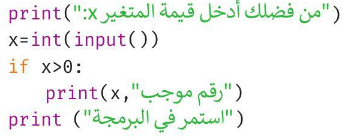 print("من فضلك أدخل قيمة المتغير x:")
x=int(input())
if x>0:
    print(x,"رقم موجب")
print ("استمر في البرمجة")